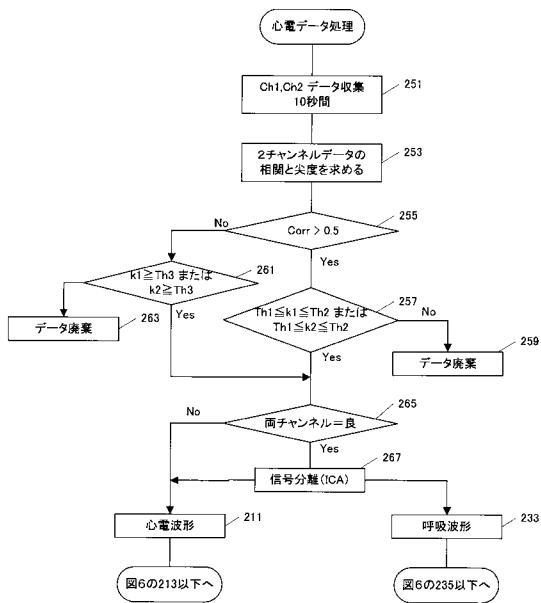 心電データ処理
Ch1,Ch2 データ収集
10秒間
251
2チャンネルデータの
相関と尖度を求める
253
Corr > 0.5
255
No
Yes
k1≧Th3 または
k2≧Th3
261
Yes
データ廃棄
263
Th1≦k1≦Th2 または
Th1≦k2≦Th2
257
No
Yes
データ廃棄
259
両チャンネル=良
265
No
Yes
信号分離(ICA)
267
心電波形
211
呼吸波形
233
図6の213以下へ
図6の235以下へ